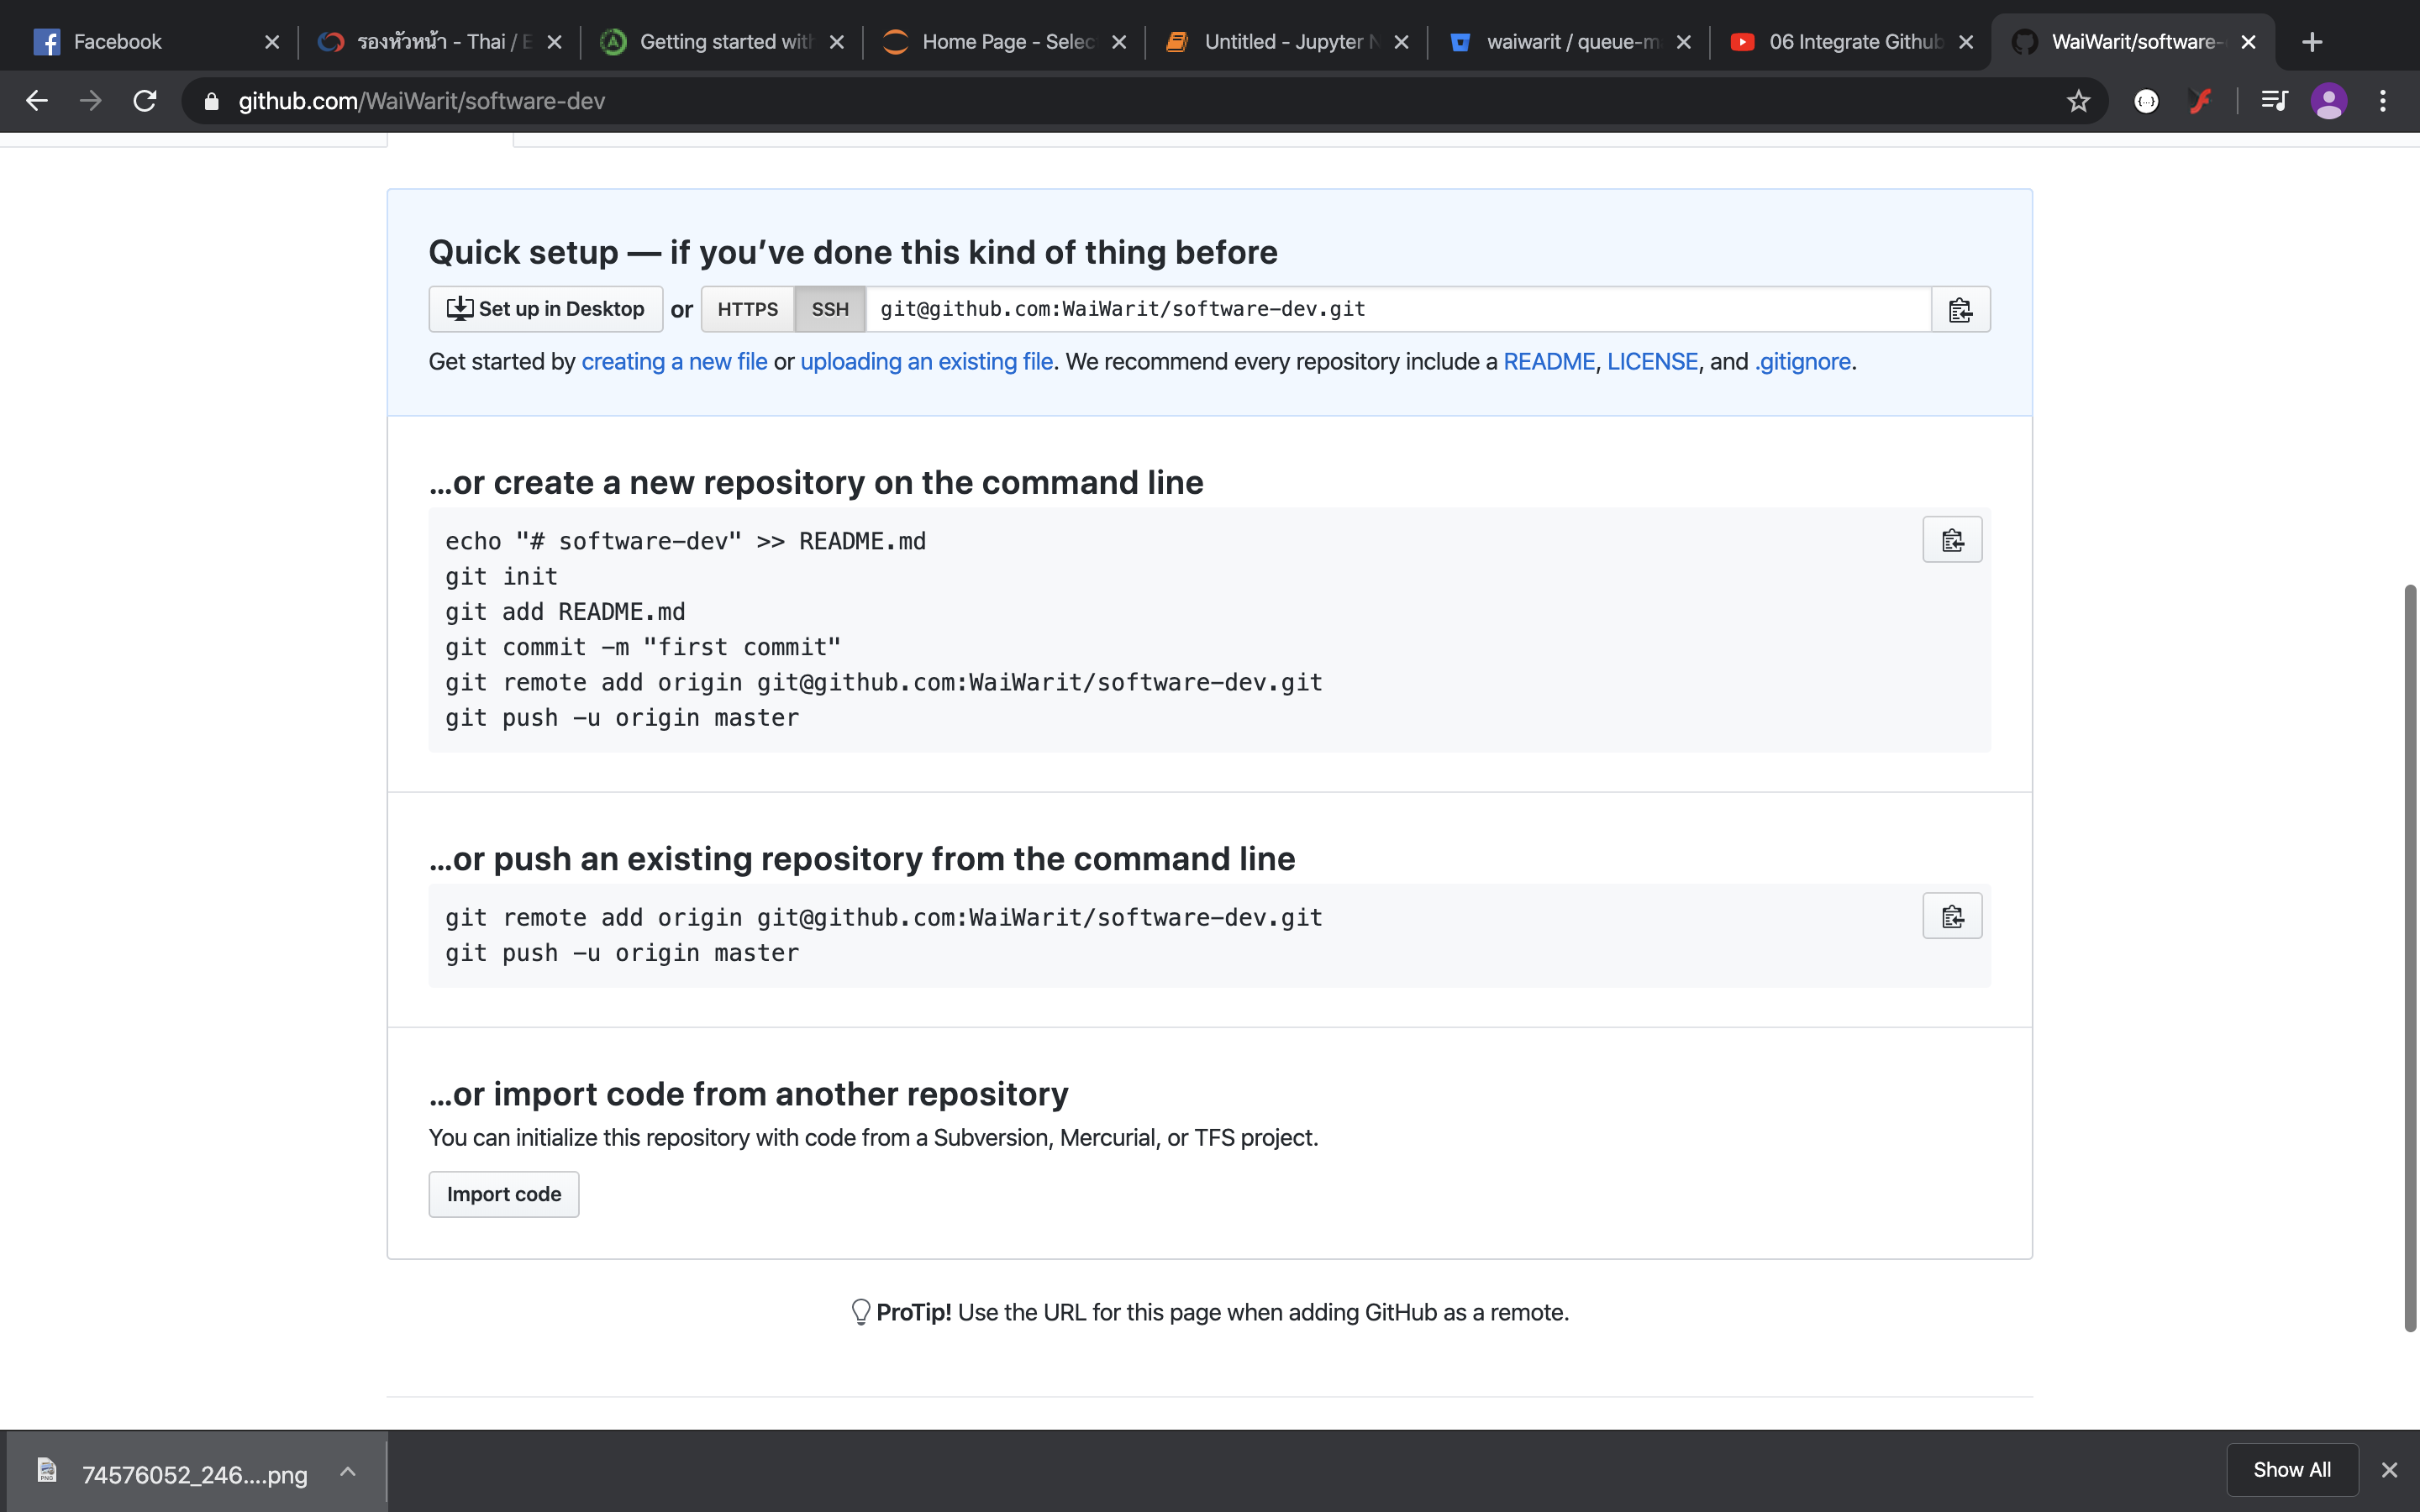 Facebook
รองหัวหน้า - Thai / E
Getting started with
Home Page - Selec
Untitled - Jupyter N
waiwarit / queue-m
06 Integrate Github
WaiWarit/software-
github.com/WaiWarit/software-dev
Quick setup — if you’ve done this kind of thing before
Set up in Desktop or HTTPS SSH git@github.com:WaiWarit/software-dev.git
Get started by creating a new file or uploading an existing file. We recommend every repository include a README, LICENSE, and .gitignore.
…or create a new repository on the command line
echo "# software-dev" >> README.md
git init
git add README.md
git commit -m "first commit"
git remote add origin git@github.com:WaiWarit/software-dev.git
git push -u origin master
…or push an existing repository from the command line
git remote add origin git@github.com:WaiWarit/software-dev.git
git push -u origin master
…or import code from another repository
You can initialize this repository with code from a Subversion, Mercurial, or TFS project.
Import code
ProTip! Use the URL for this page when adding GitHub as a remote.
74576052_246....png
Show All